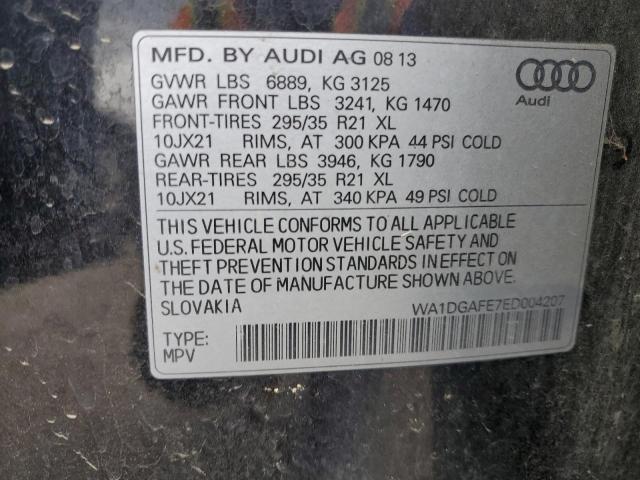 MFD. BY AUDI AG 08 13
GVWR LBS 6889, KG 3125
GAWR FRONT LBS 3241, KG 1470
FRONT-TIRES 295/35 R21 XL
10JX21 RIMS, AT 300 KPA 44 PSI COLD
GAWR REAR LBS 3946, KG 1790
REAR-TIRES 295/35 R21 XL
10JX21 RIMS, AT 340 KPA 49 PSI COLD
Audi
THIS VEHICLE CONFORMS TO ALL APPLICABLE
U.S. FEDERAL MOTOR VEHICLE SAFETY AND
THEFT PREVENTION STANDARDS IN EFFECT ON
THE DATE OF MANUFACTURE SHOWN ABOVE.
SLOVAKIA WA1DGAFE7ED004207
TYPE:
MPV